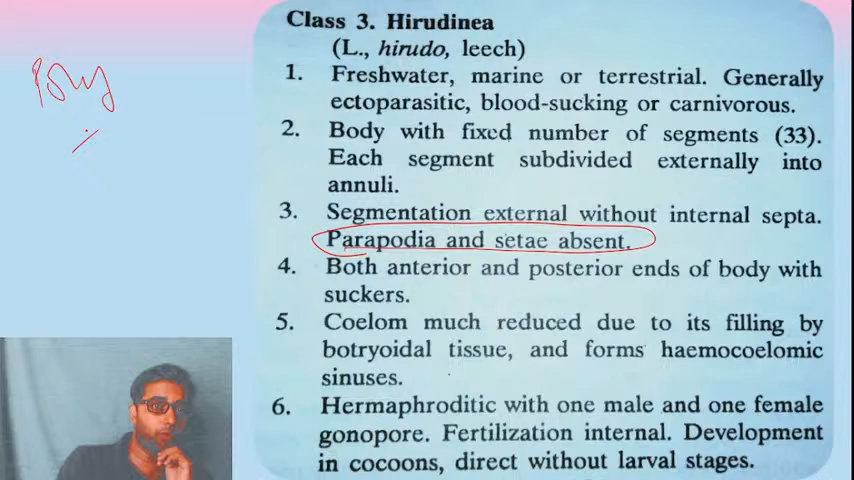 Class 3. Hirudinea
(L., hirudo, leech)
1. Freshwater, marine or terrestrial. Generally
ectoparasitic, blood-sucking or carnivorous.
2. Body with fixed number of segments (33).
Each segment subdivided externally into
annuli.
3. Segmentation external without internal septa.
Parapodia and setae absent.
4. Both anterior and posterior ends of body with
suckers.
5. Coelom much reduced due to its filling by
botryoidal tissue, and forms haemocoelomic
sinuses.
6. Hermaphroditic with one male and one female
gonopore. Fertilization internal. Development
in cocoons, direct without larval stages.